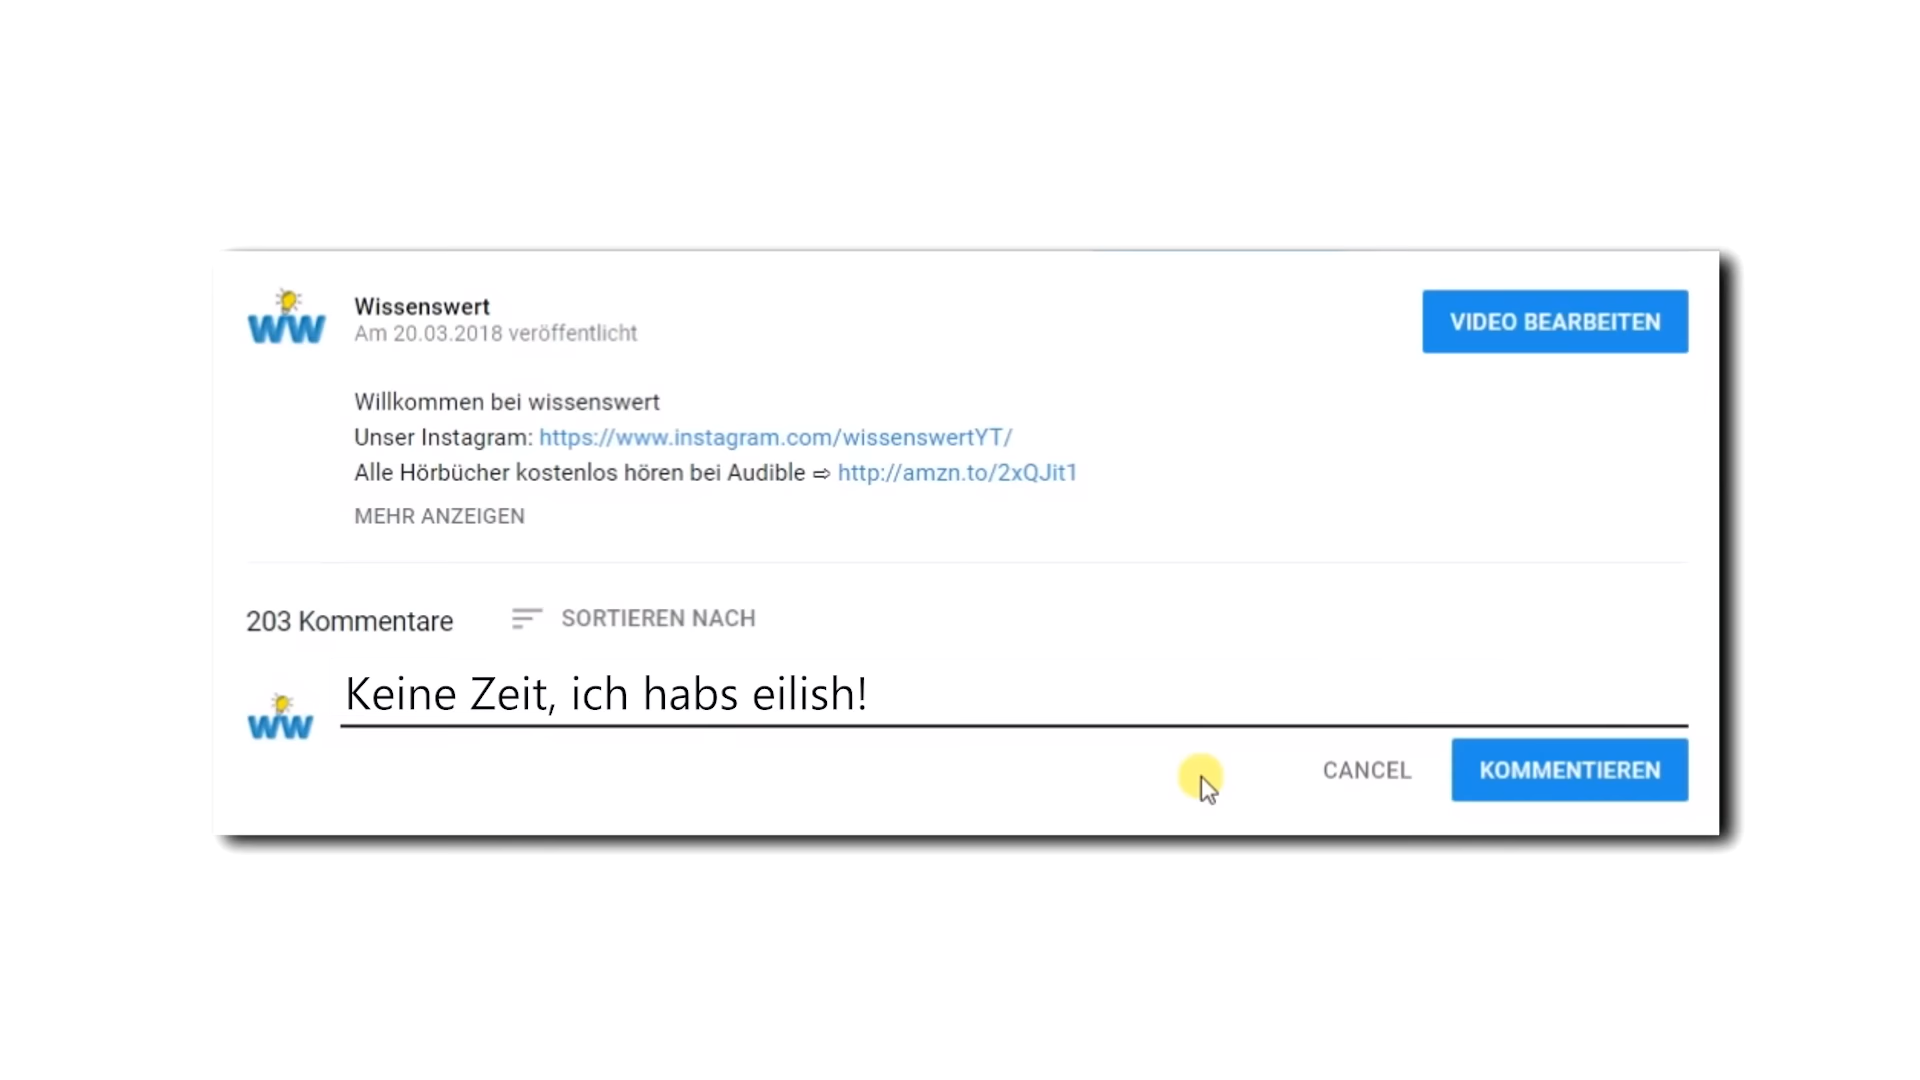 WW
Wissenswert
Am 20.03.2018 veröffentlicht
VIDEO BEARBEITEN
Willkommen bei wissenswert
Unser Instagram: https://www.instagram.com/wissenswertYT/
Alle Hörbücher kostenlos hören bei Audible ⇨ http://amzn.to/2xQJit1
MEHR ANZEIGEN
203 Kommentare
SORTIEREN NACH
WW
Keine Zeit, ich habs eilish!
CANCEL
KOMMENTIEREN